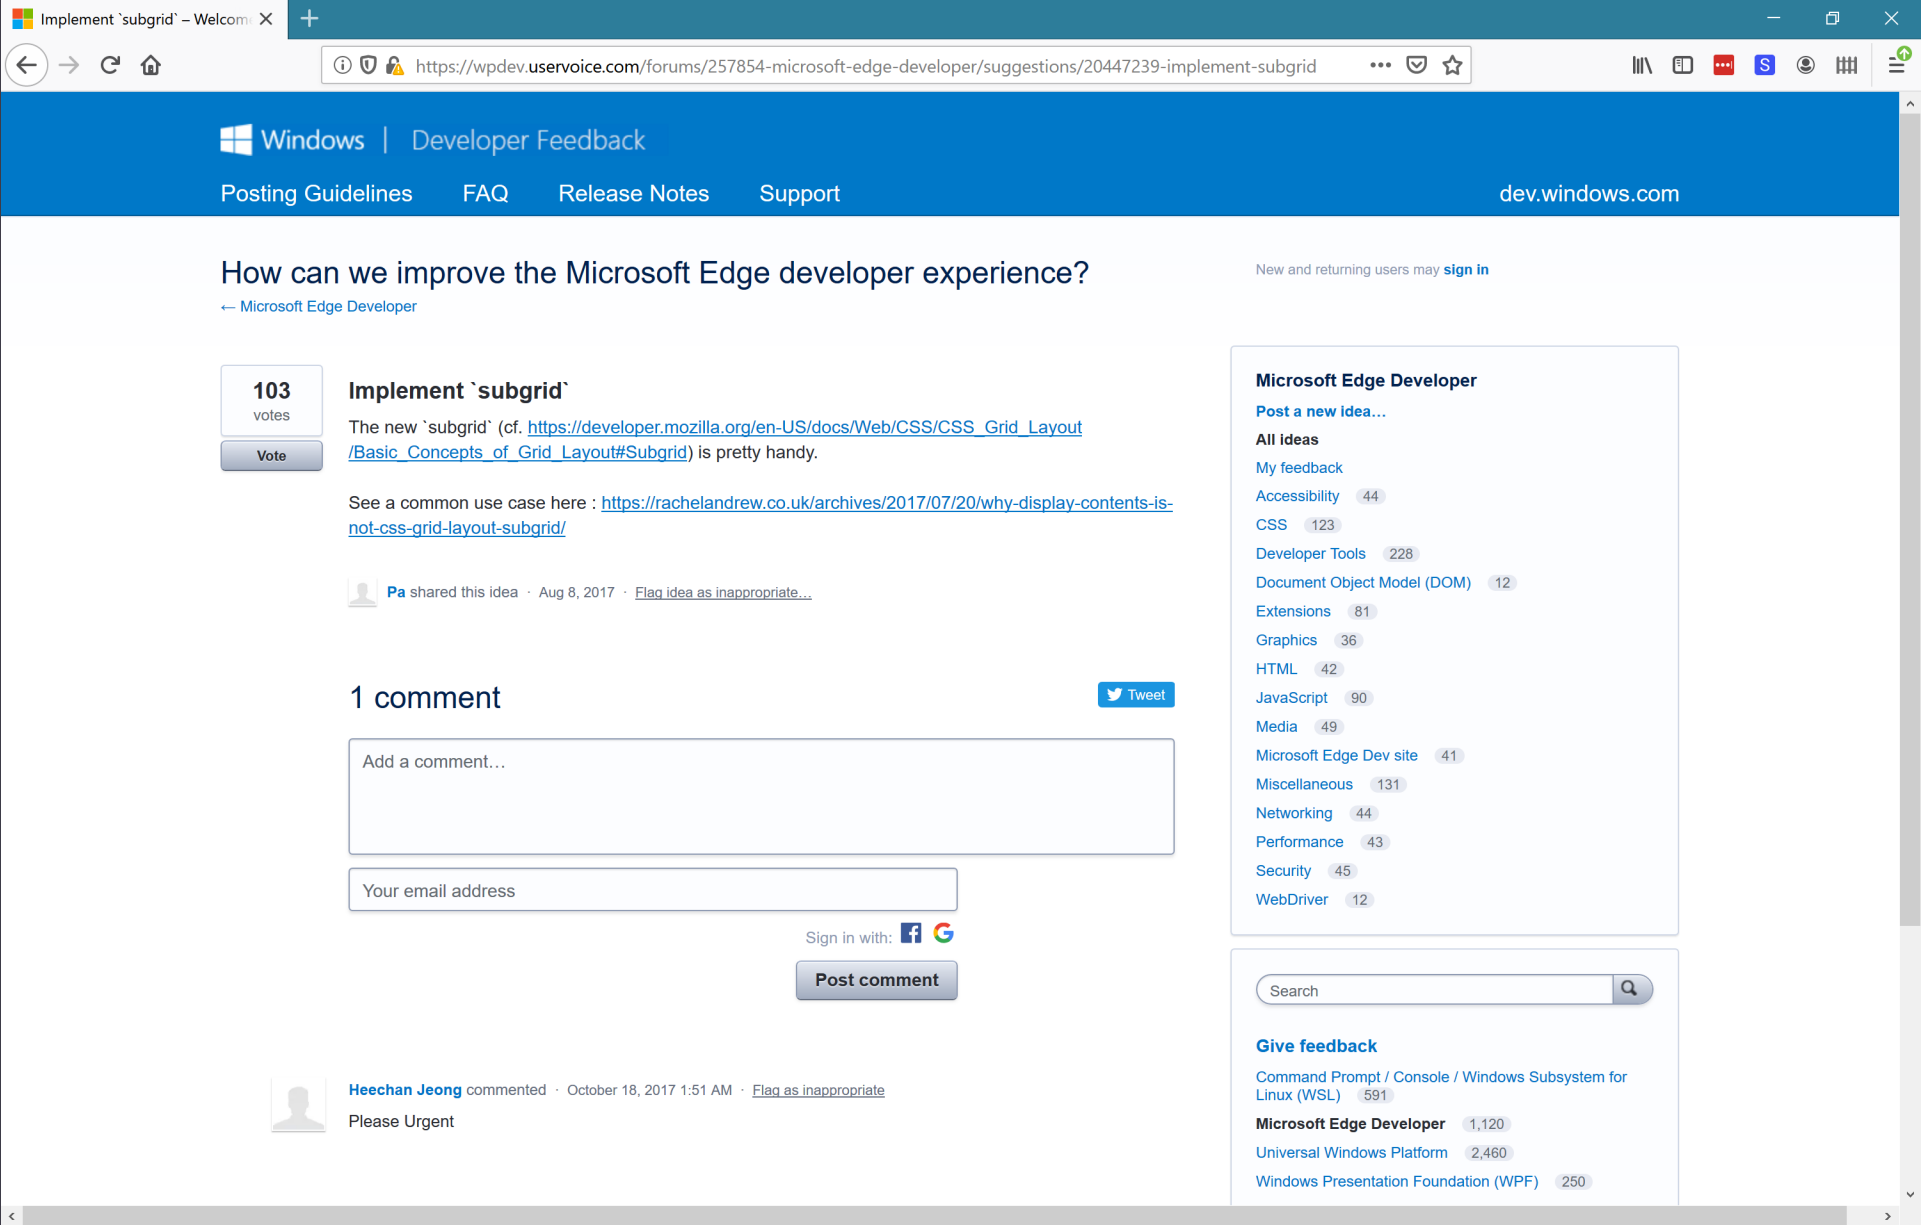 Implement `subgrid` – Welcom
https://wpdev.uservoice.com/forums/257854-microsoft-edge-developer/suggestions/20447239-implement-subgrid
S
Windows | Developer Feedback
Posting Guidelines FAQ Release Notes Support dev.windows.com
How can we improve the Microsoft Edge developer experience?
← Microsoft Edge Developer
New and returning users may sign in
103
votes
Vote
Implement `subgrid`
The new `subgrid` (cf. https://developer.mozilla.org/en-US/docs/Web/CSS/CSS_Grid_Layout
/Basic_Concepts_of_Grid_Layout#Subgrid) is pretty handy.
See a common use case here : https://rachelandrew.co.uk/archives/2017/07/20/why-display-contents-is-
not-css-grid-layout-subgrid/
Pa shared this idea · Aug 8, 2017 · Flag idea as inappropriate…
1 comment
Tweet
Add a comment…
Your email address
Sign in with:
Post comment
Heechan Jeong commented · October 18, 2017 1:51 AM · Flag as inappropriate
Please Urgent
Microsoft Edge Developer
Post a new idea…
All ideas
My feedback
Accessibility 44
CSS 123
Developer Tools 228
Document Object Model (DOM) 12
Extensions 81
Graphics 36
HTML 42
JavaScript 90
Media 49
Microsoft Edge Dev site 41
Miscellaneous 131
Networking 44
Performance 43
Security 45
WebDriver 12
Search
Give feedback
Command Prompt / Console / Windows Subsystem for
Linux (WSL) 591
Microsoft Edge Developer 1,120
Universal Windows Platform 2,460
Windows Presentation Foundation (WPF) 250